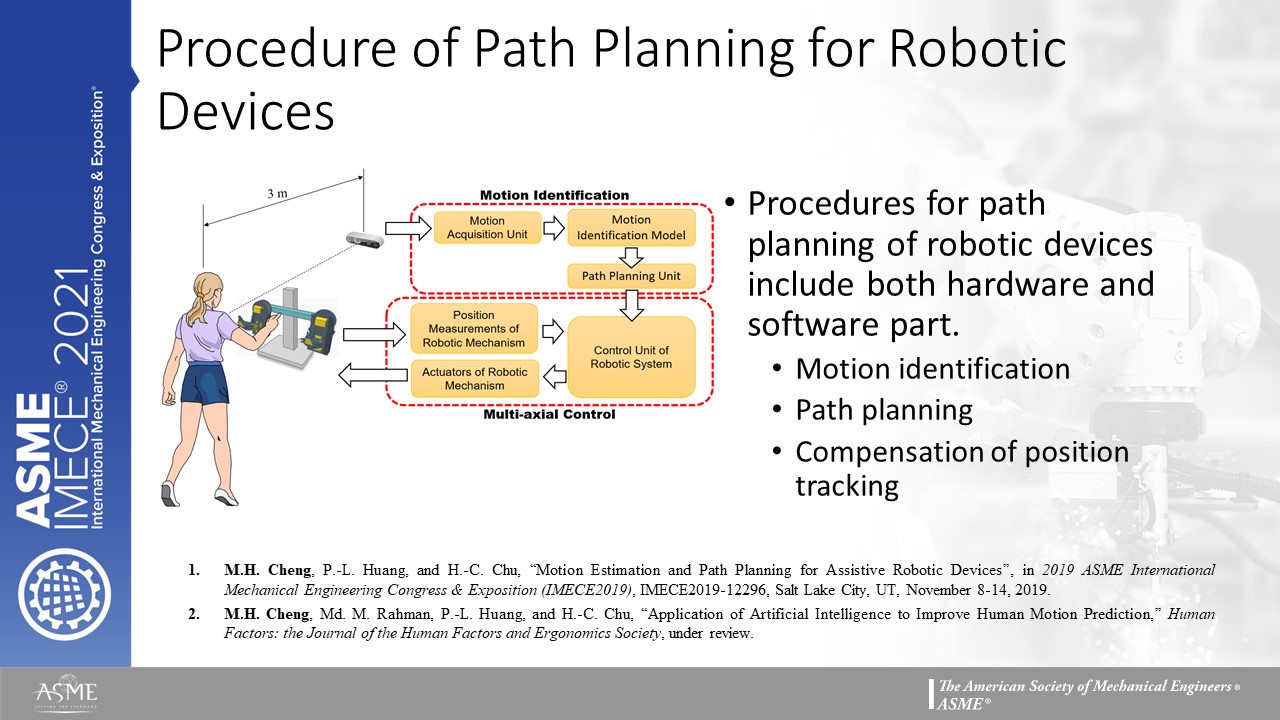 Procedure of Path Planning for Robotic
Devices
ASME
IMECE® 2021
International Mechanical Engineering Congress & Exposition®
3 m
Motion Identification
Motion
Acquisition Unit
Motion
Identification Model
Path Planning Unit
Position
Measurements of
Robotic Mechanism
Control Unit of
Robotic System
Actuators of Robotic
Mechanism
Multi-axial Control
• Procedures for path
planning of robotic devices
include both hardware and
software part.
• Motion identification
• Path planning
• Compensation of position
tracking
1. M.H. Cheng, P.-L. Huang, and H.-C. Chu, “Motion Estimation and Path Planning for Assistive Robotic Devices”, in 2019 ASME International
Mechanical Engineering Congress & Exposition (IMECE2019), IMECE2019-12296, Salt Lake City, UT, November 8-14, 2019.
2. M.H. Cheng, Md. M. Rahman, P.-L. Huang, and H.-C. Chu, “Application of Artificial Intelligence to Improve Human Motion Prediction,” Human
Factors: the Journal of the Human Factors and Ergonomics Society, under review.
ASME
SETTING THE STANDARD
The American Society of Mechanical Engineers®
ASME®